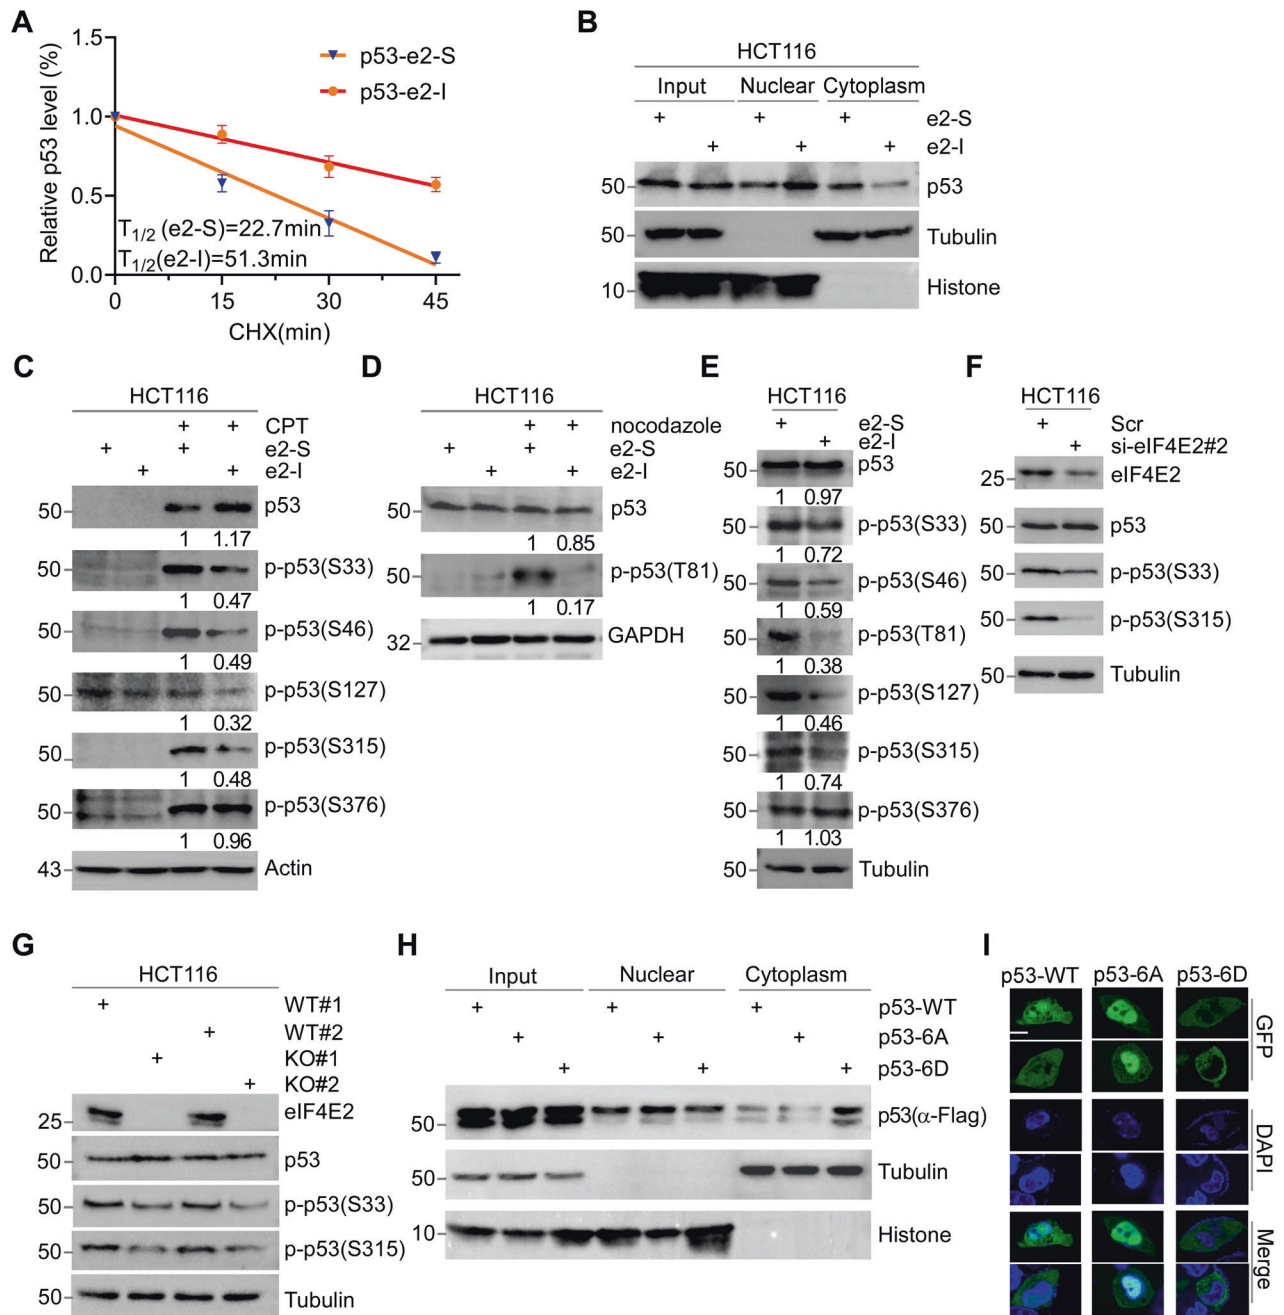 A
1.5
1.0
0.5
0.0
Relative p53 level (%)
p53-e2-S
p53-e2-I
T1/2 (e2-S)=22.7min
T1/2(e2-I)=51.3min
0 15 30 45
CHX(min)
B
HCT116
Input Nuclear Cytoplasm
+ + + e2-S
+ + + e2-I
50 p53
50 Tubulin
10 Histone
C
HCT116
+ + CPT
+ + e2-S
+ + e2-I
50 p53
1 1.17
50 p-p53(S33)
1 0.47
50 p-p53(S46)
1 0.49
50 p-p53(S127)
1 0.32
50 p-p53(S315)
1 0.48
50 p-p53(S376)
1 0.96
43 Actin
D
HCT116
+ + nocodazole
+ + e2-S
+ + e2-I
50 p53
1 0.85
50 p-p53(T81)
1 0.17
32 GAPDH
E
HCT116
+ e2-S
+ e2-I
50 p53
1 0.97
50 p-p53(S33)
1 0.72
50 p-p53(S46)
1 0.59
50 p-p53(T81)
1 0.38
50 p-p53(S127)
1 0.46
50 p-p53(S315)
1 0.74
50 p-p53(S376)
1 1.03
50 Tubulin
F
HCT116
+ Scr
+ si-eIF4E2#2
25 eIF4E2
50 p53
50 p-p53(S33)
50 p-p53(S315)
50 Tubulin
G
HCT116
+ WT#1
+ WT#2
+ KO#1
+ KO#2
25 eIF4E2
50 p53
50 p-p53(S33)
50 p-p53(S315)
50 Tubulin
H
Input Nuclear Cytoplasm
+ + + p53-WT
+ + + p53-6A
+ + + p53-6D
50 p53(α-Flag)
50 Tubulin
10 Histone
I
p53-WT p53-6A p53-6D
GFP
DAPI
Merge